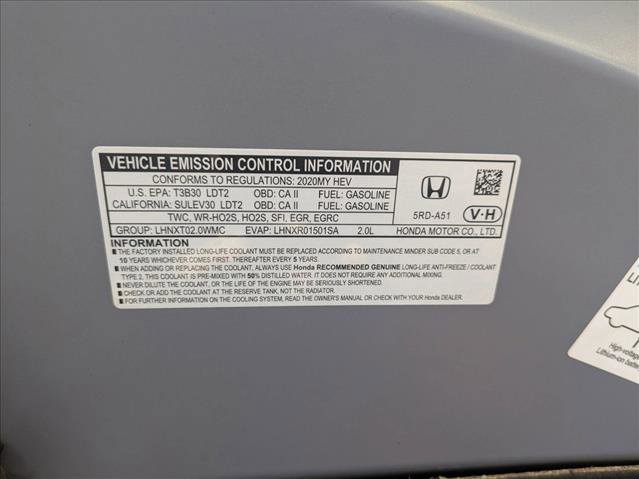 VEHICLE EMISSION CONTROL INFORMATION
CONFORMS TO REGULATIONS: 2020MY HEV
U.S. EPA: T3B30 LDT2 OBD: CA II FUEL: GASOLINE
CALIFORNIA: SULEV30 LDT2 OBD: CA II FUEL: GASOLINE
TWC, WR-HO2S, HO2S, SFI, EGR, EGRC
GROUP: LHNXT02.0WMC EVAP: LHNXR01501SA 2.0L
5RD-A51 V·H
HONDA MOTOR CO., LTD.
INFORMATION
■THE FACTORY INSTALLED LONG-LIFE COOLANT MUST BE REPLACED ACCORDING TO MAINTENANCE MINDER SUB CODE 5, OR AT
10 YEARS WHICHEVER COMES FIRST. THEREAFTER EVERY 5 YEARS.
■WHEN ADDING OR REPLACING THE COOLANT, ALWAYS USE Honda RECOMMENDED GENUINE LONG-LIFE ANTI-FREEZE / COOLANT
TYPE 2. THIS COOLANT IS PRE-MIXED WITH 50% DISTILLED WATER. IT DOES NOT REQUIRE ANY ADDITIONAL MIXING.
■NEVER DILUTE THE COOLANT, OR THE LIFE OF THE ENGINE MAY BE SERIOUSLY SHORTENED.
■CHECK OR ADD THE COOLANT AT THE RESERVE TANK, NOT THE RADIATOR.
■FOR FURTHER INFORMATION ON THE COOLING SYSTEM, READ THE OWNER'S MANUAL OR CHECK WITH YOUR Honda DEALER.
High-voltage
Lithium-ion